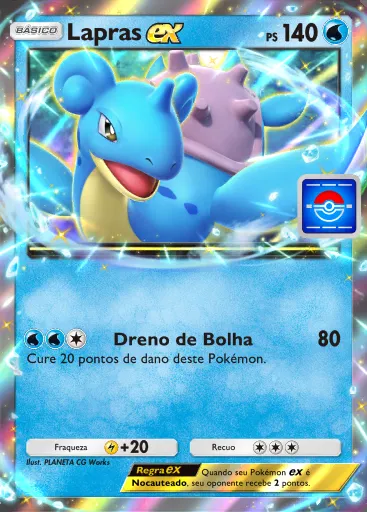 BÁSICO Lapras ex PS 140
Dreno de Bolha 80
Cure 20 pontos de dano deste Pokémon.
Fraqueza +20 Recuo
Ilust. PLANETA CG Works
Regra ex Quando seu Pokémon ex é
Nocauteado, seu oponente recebe 2 pontos.